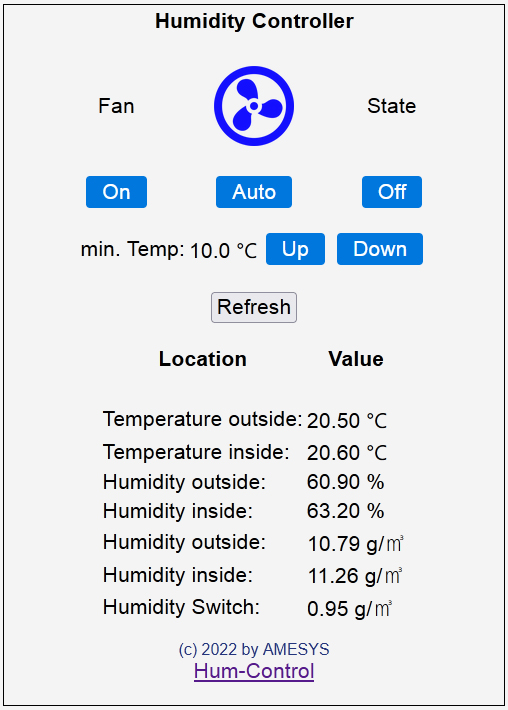 Humidity Controller
Fan State
On Auto Off
min. Temp: 10.0 °C Up Down
Refresh
Location Value
Temperature outside: 20.50 °C
Temperature inside: 20.60 °C
Humidity outside: 60.90 %
Humidity inside: 63.20 %
Humidity outside: 10.79 g/㎥
Humidity inside: 11.26 g/㎥
Humidity Switch: 0.95 g/㎥
(c) 2022 by AMESYS
Hum-Control